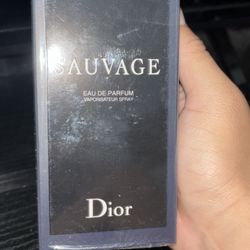 SAUVAGE
EAU DE PARFUM
VAPORISATEUR SPRAY
Dior